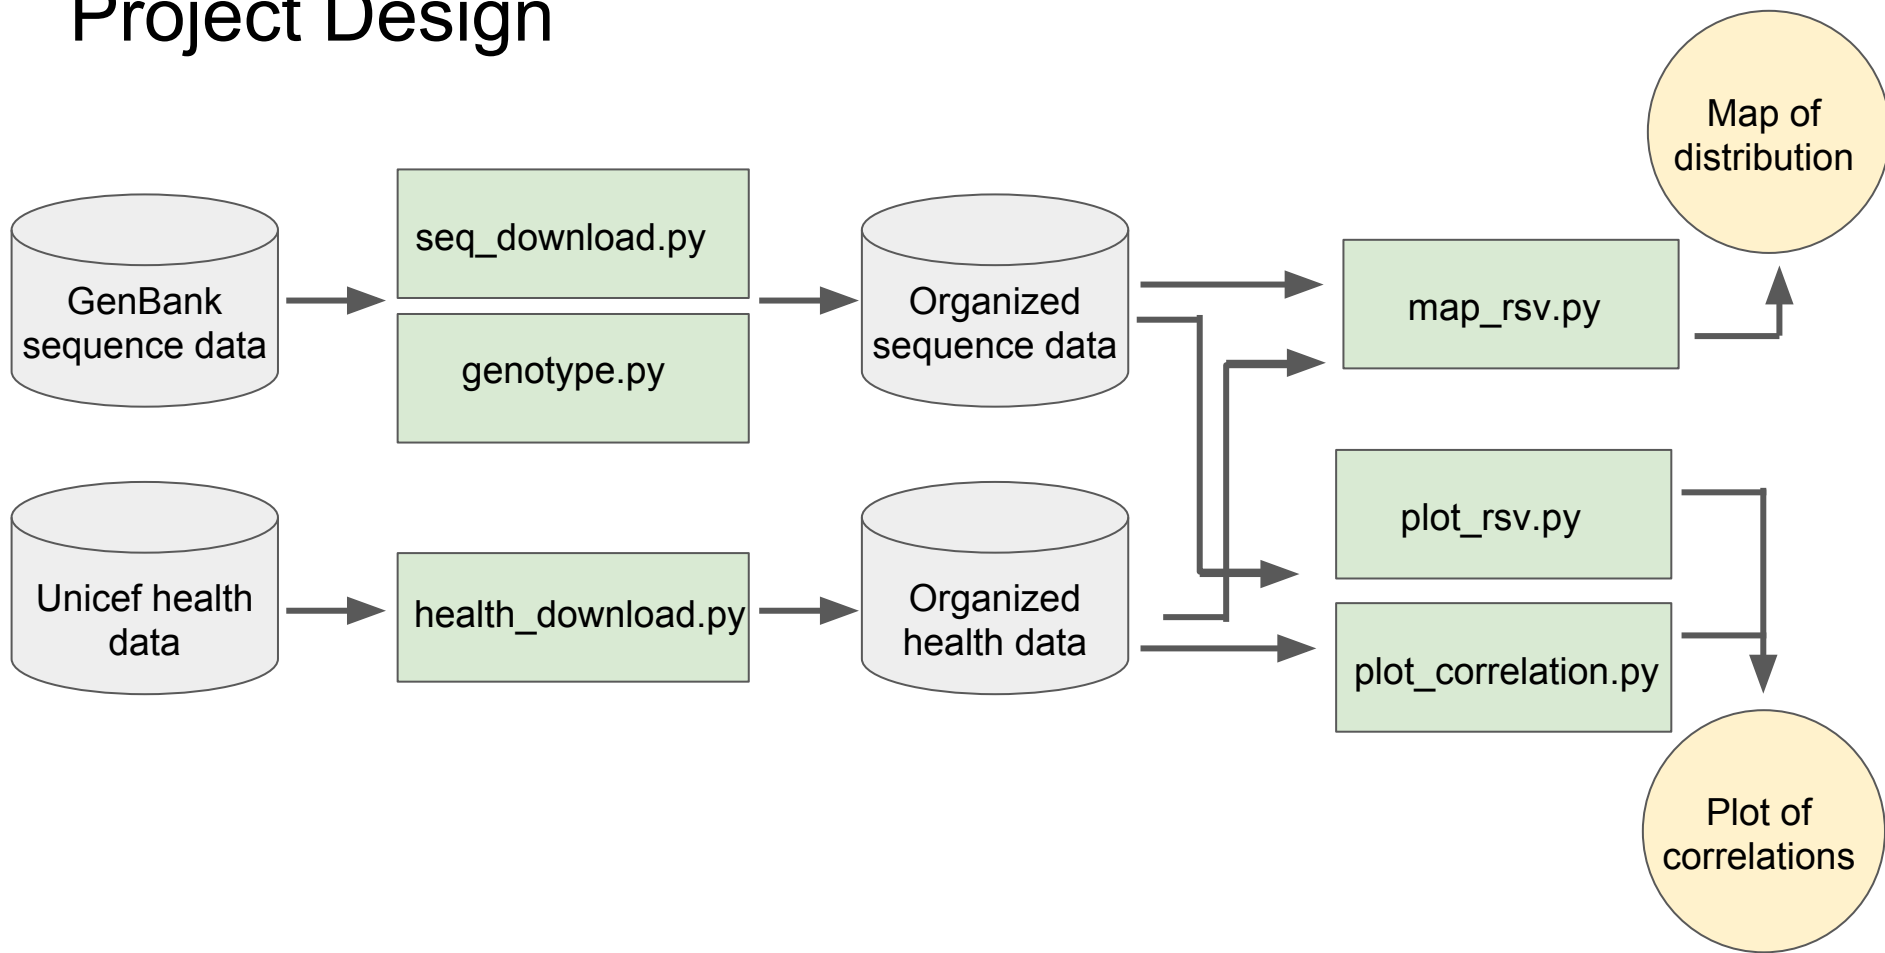 Project Design
Map of
distribution
seq_download.py
GenBank
sequence data
genotype.py
Organized
sequence data
map_rsv.py
Unicef health
data
health_download.py
Organized
health data
plot_rsv.py
plot_correlation.py
Plot of
correlations